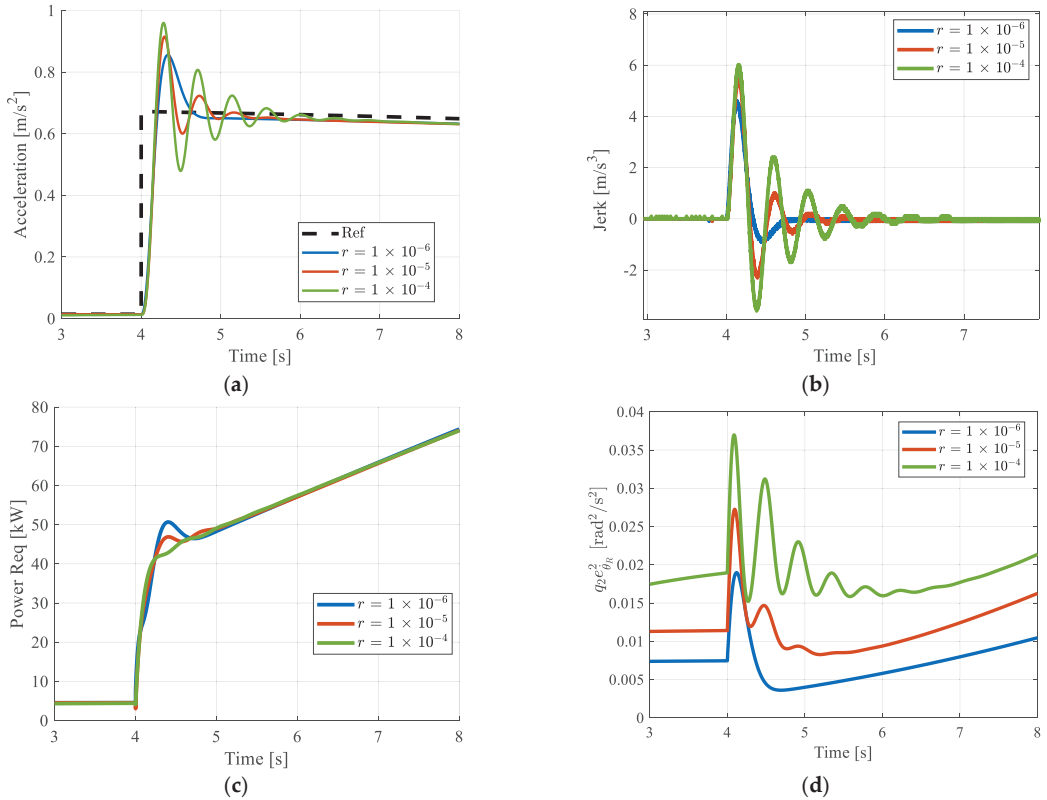 1
0.8
0.6
0.4
0.2
0
Acceleration [m/s²]
Ref
r = 1 × 10⁻⁶
r = 1 × 10⁻⁵
r = 1 × 10⁻⁴
3 4 5 6 7 8
Time [s]
(a)
8
6
4
2
0
-2
Jerk [m/s³]
r = 1 × 10⁻⁶
r = 1 × 10⁻⁵
r = 1 × 10⁻⁴
3 4 5 6 7
Time [s]
(b)
80
70
60
50
40
30
20
10
0
Power Req [kW]
r = 1 × 10⁻⁶
r = 1 × 10⁻⁵
r = 1 × 10⁻⁴
3 4 5 6 7 8
Time [s]
(c)
0.04
0.035
0.03
0.025
0.02
0.015
0.01
0.005
0
q₂e²_θ̇_R [rad²/s²]
r = 1 × 10⁻⁶
r = 1 × 10⁻⁵
r = 1 × 10⁻⁴
3 4 5 6 7 8
Time [s]
(d)